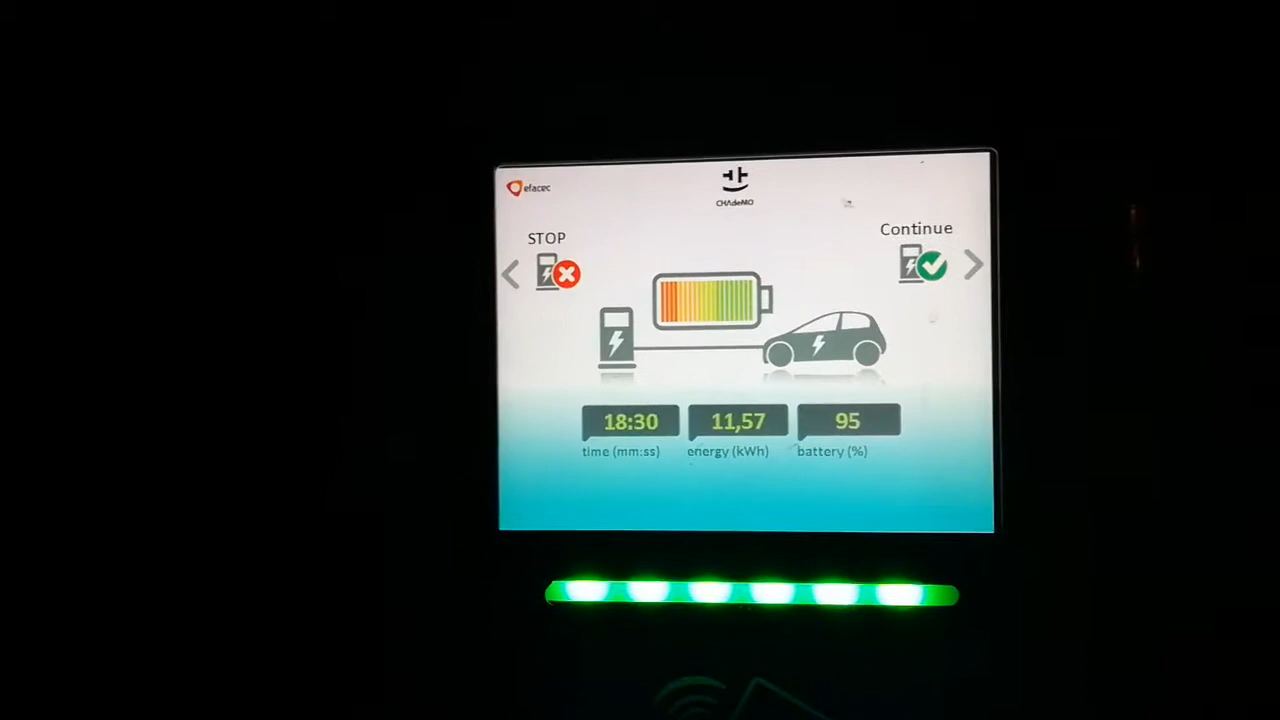 efacec
CHAdeMO
STOP
Continue
18:30 11,57 95
time (mm:ss) energy (kWh) battery (%)